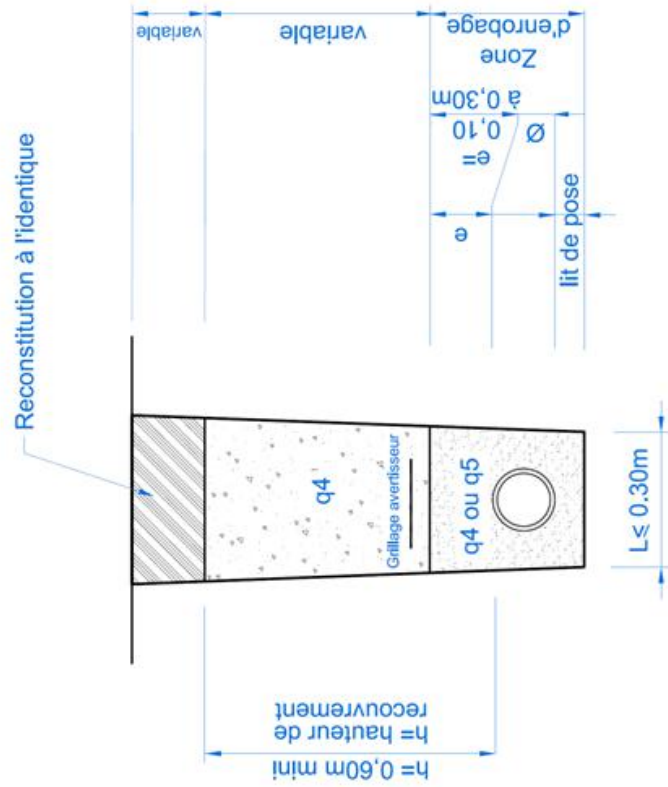 Reconstitution à l'identique
variable
variable
Zone
d'enrobage
e=
0,10
à 0,30m
Ø
e
lit de pose
q4
Grillage avertisseur
q4 ou q5
h= hauteur de
recouvrement
h= 0,60m mini
L≤ 0.30m